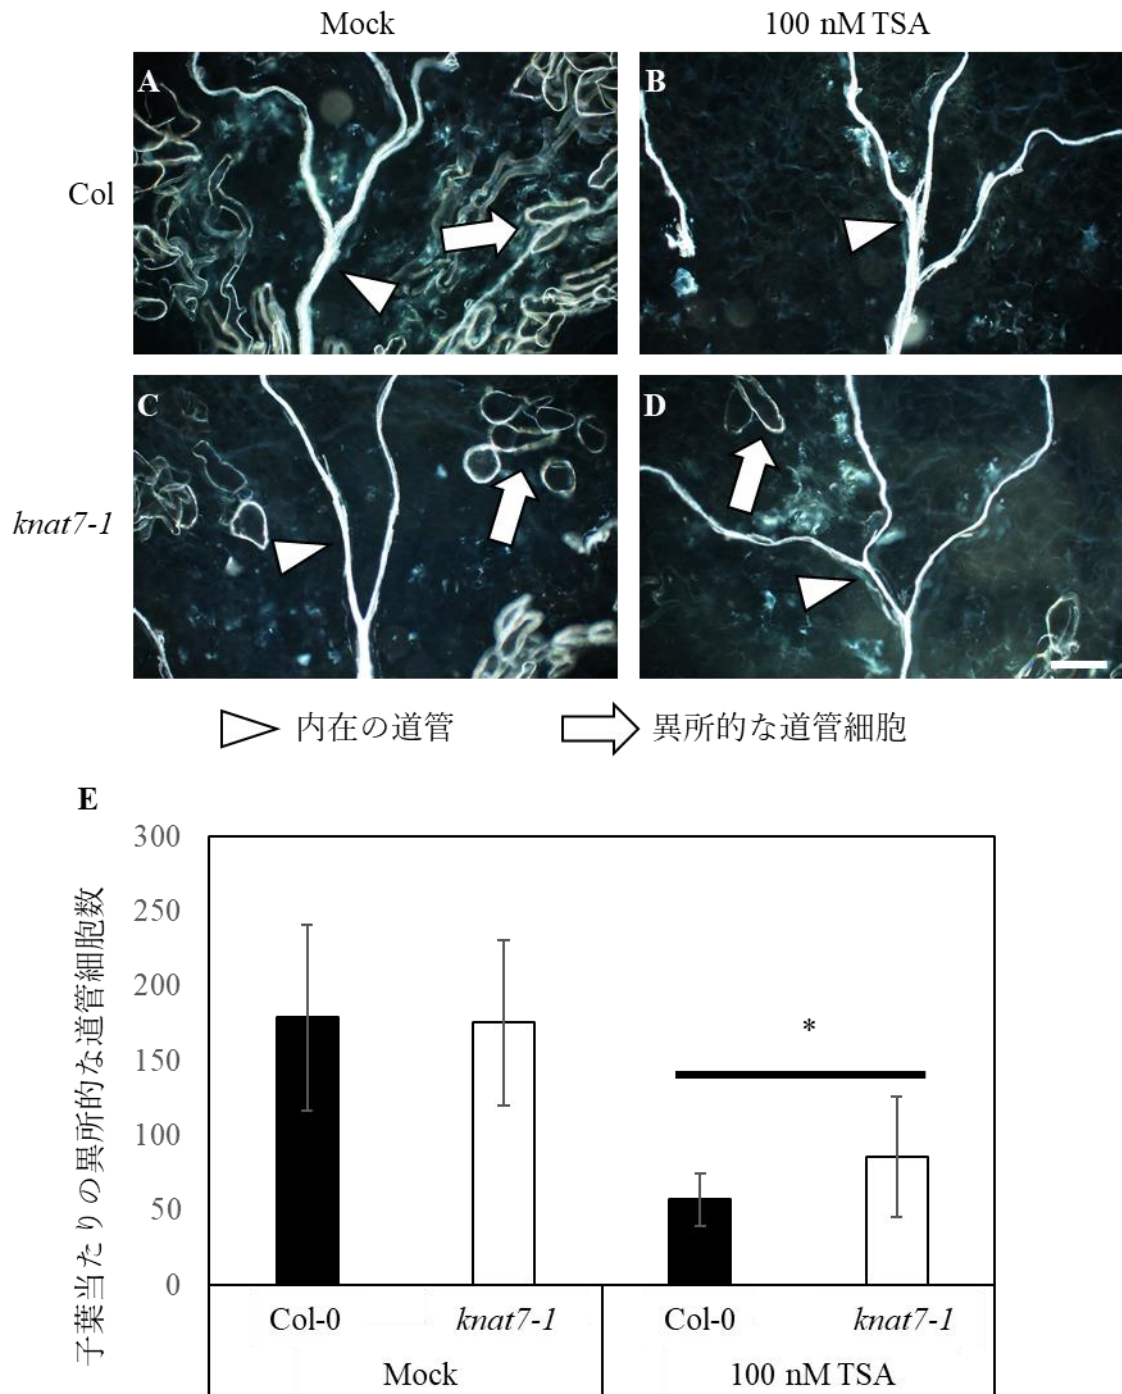 Mock 100 nM TSA
A B
Col
C D
knat7-1
内在の道管 異所的な道管細胞
E
子葉当たりの異所的な道管細胞数
300
250
200
150
100
50
0
*
Col-0 knat7-1 Col-0 knat7-1
Mock 100 nM TSA